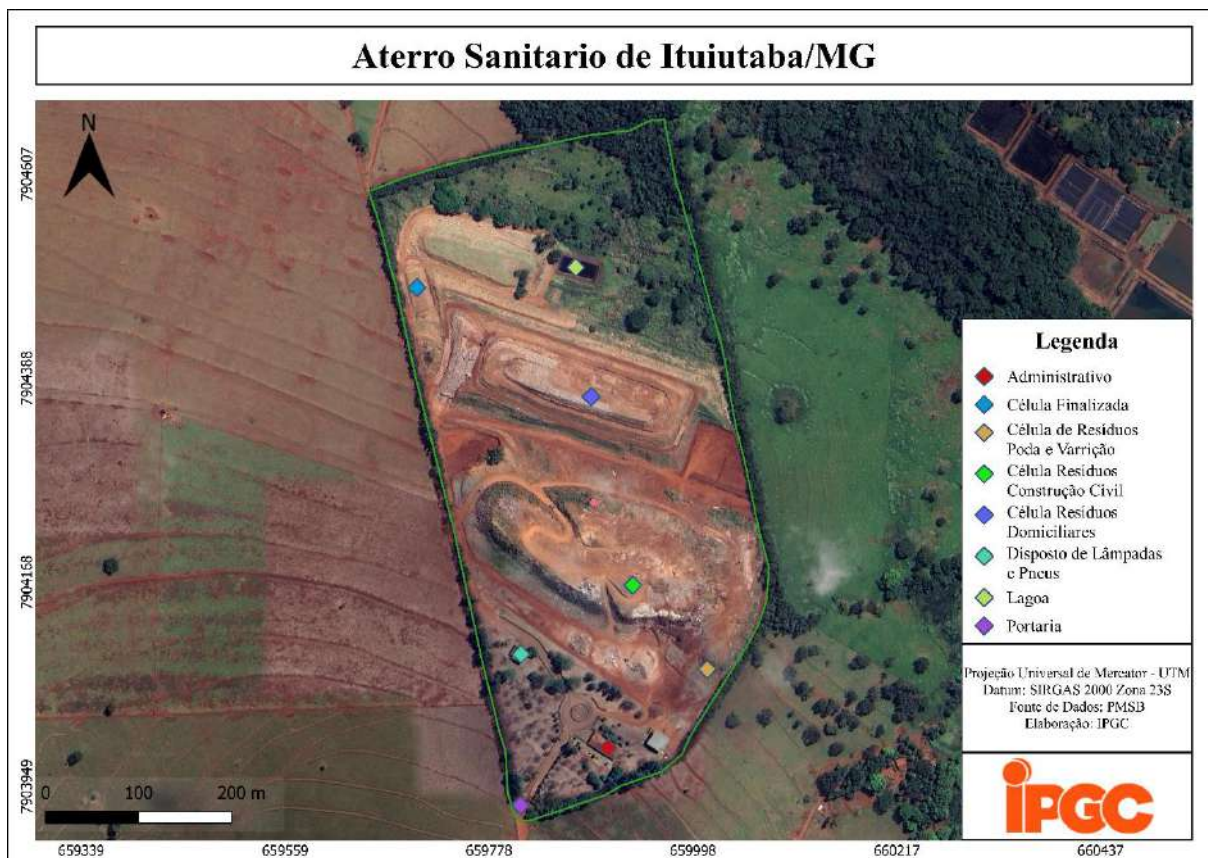 Aterro Sanitario de Ituiutaba/MG
N
7904607
7904388
7904168
7903949
Legenda
Administrativo
Célula Finalizada
Célula de Resíduos
Poda e Varrição
Célula Resíduos
Construção Civil
Célula Resíduos
Domiciliares
Disposto de Lâmpadas
e Pneus
Lagoa
Portaria
Projeção Universal de Mercator - UTM
Datum: SIRGAS 2000 Zona 23S
Fonte de Dados: PMSB
Elaboração: IPGC
iPGC
0 100 200 m
659339 659559 659778 659998 660217 660437